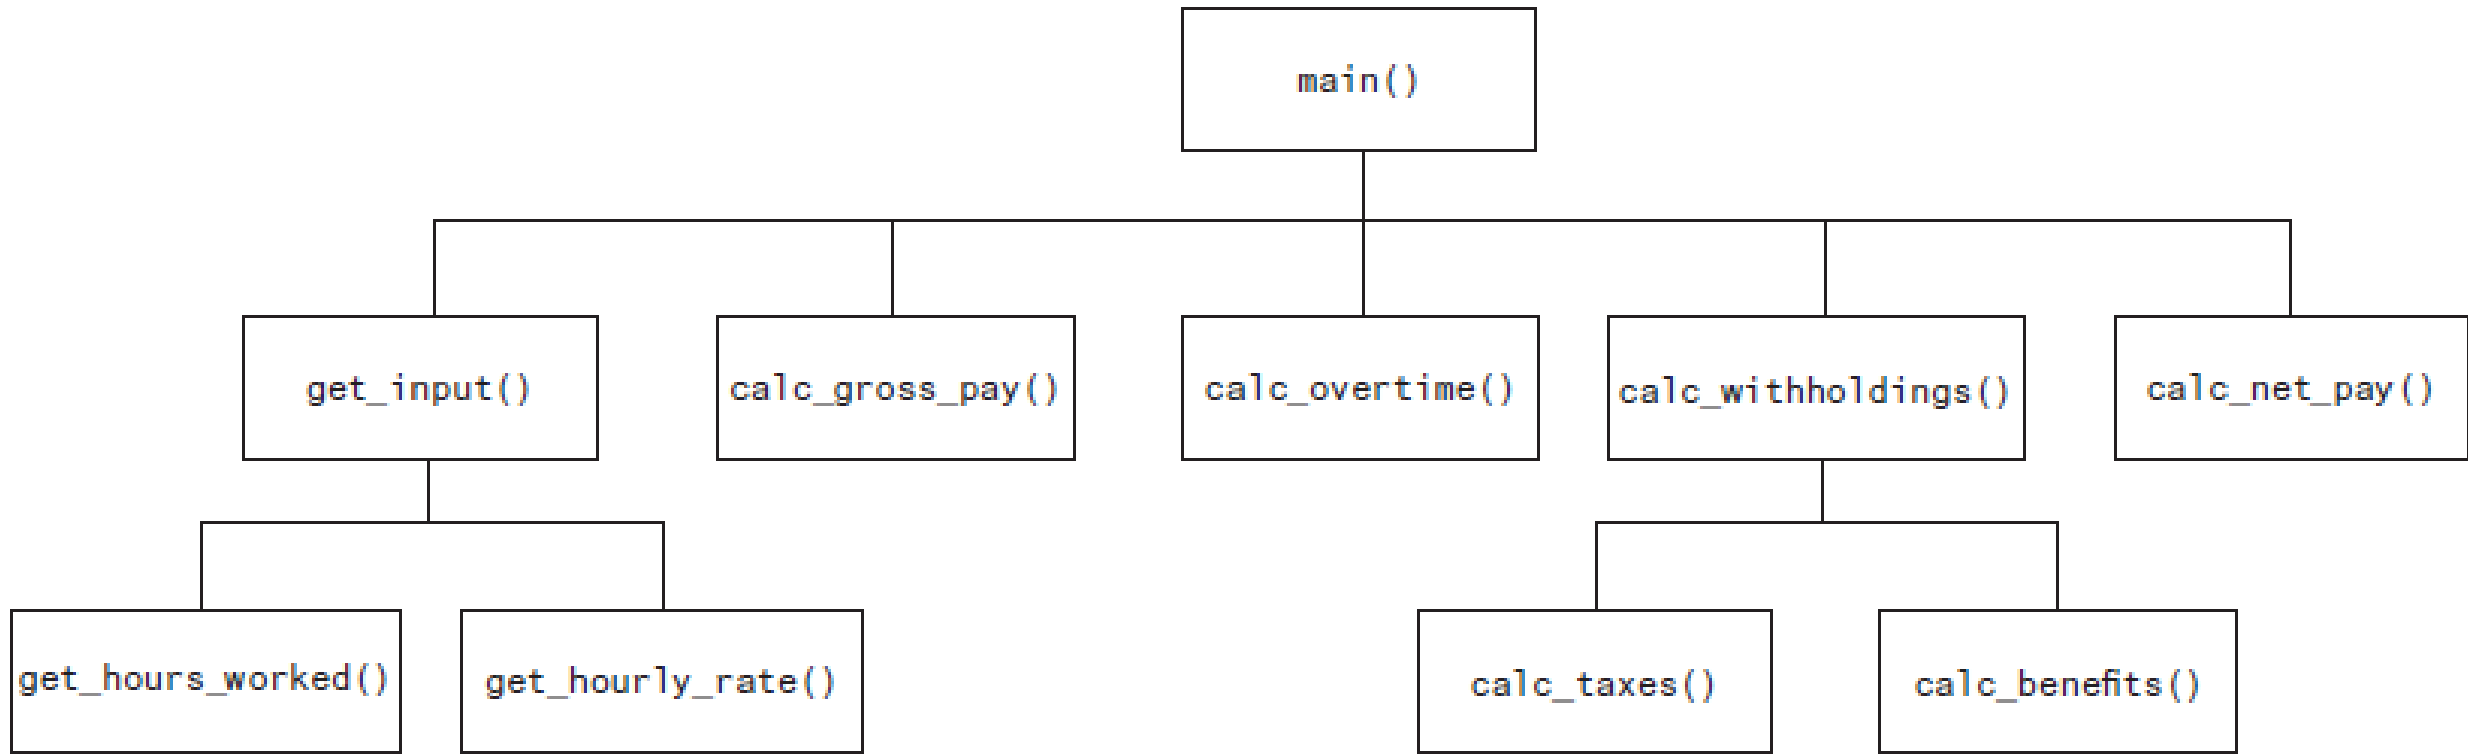 main()
get_input()
calc_gross_pay()
calc_overtime()
calc_withholdings()
calc_net_pay()
get_hours_worked()
get_hourly_rate()
calc_taxes()
calc_benefits()